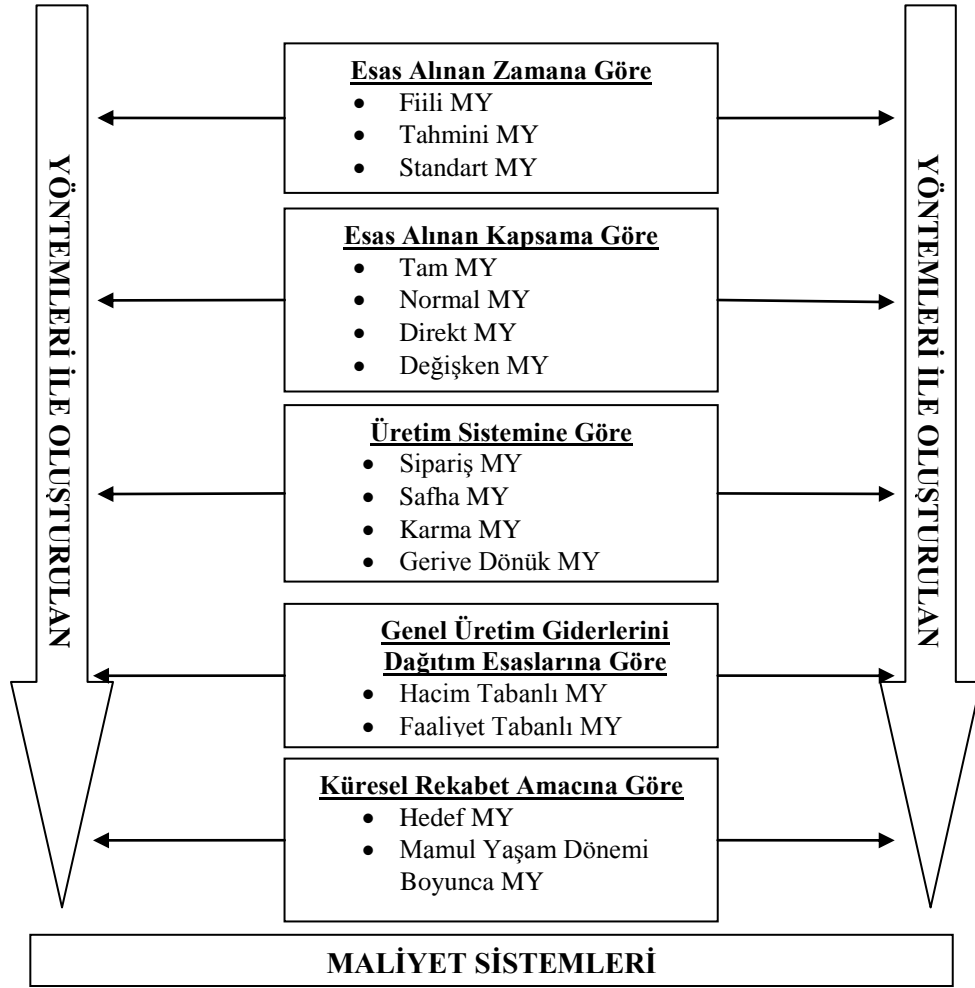 YÖNTEMLERİ İLE OLUŞTURULAN
Esas Alınan Zamana Göre
• Fiili MY
• Tahmini MY
• Standart MY
Esas Alınan Kapsama Göre
• Tam MY
• Normal MY
• Direkt MY
• Değişken MY
Üretim Sistemine Göre
• Sipariş MY
• Safha MY
• Karma MY
• Geriye Dönük MY
Genel Üretim Giderlerini
Dağıtım Esaslarına Göre
• Hacim Tabanlı MY
• Faaliyet Tabanlı MY
Küresel Rekabet Amacına Göre
• Hedef MY
• Mamul Yaşam Dönemi
Boyunca MY
YÖNTEMLERİ İLE OLUŞTURULAN
MALİYET SİSTEMLERİ